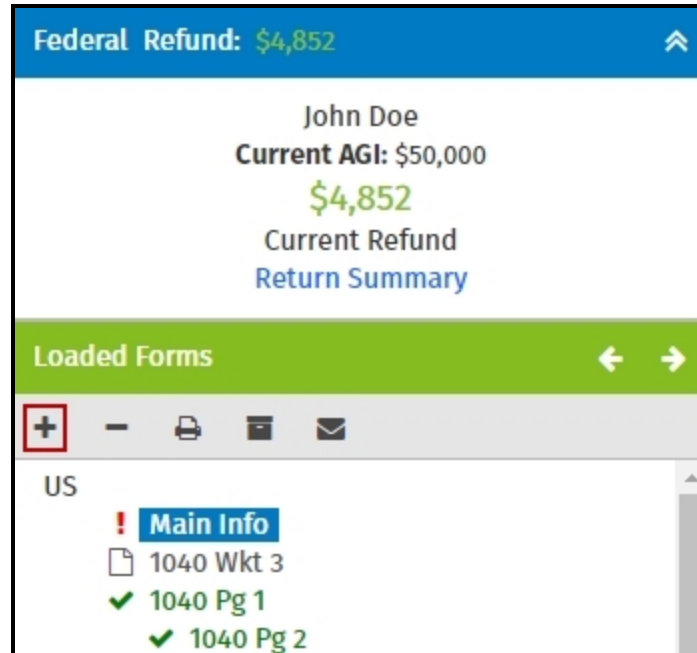 Federal Refund: $4,852
John Doe
Current AGI: $50,000
$4,852
Current Refund
Return Summary
Loaded Forms
US
! Main Info
1040 Wkt 3
1040 Pg 1
1040 Pg 2